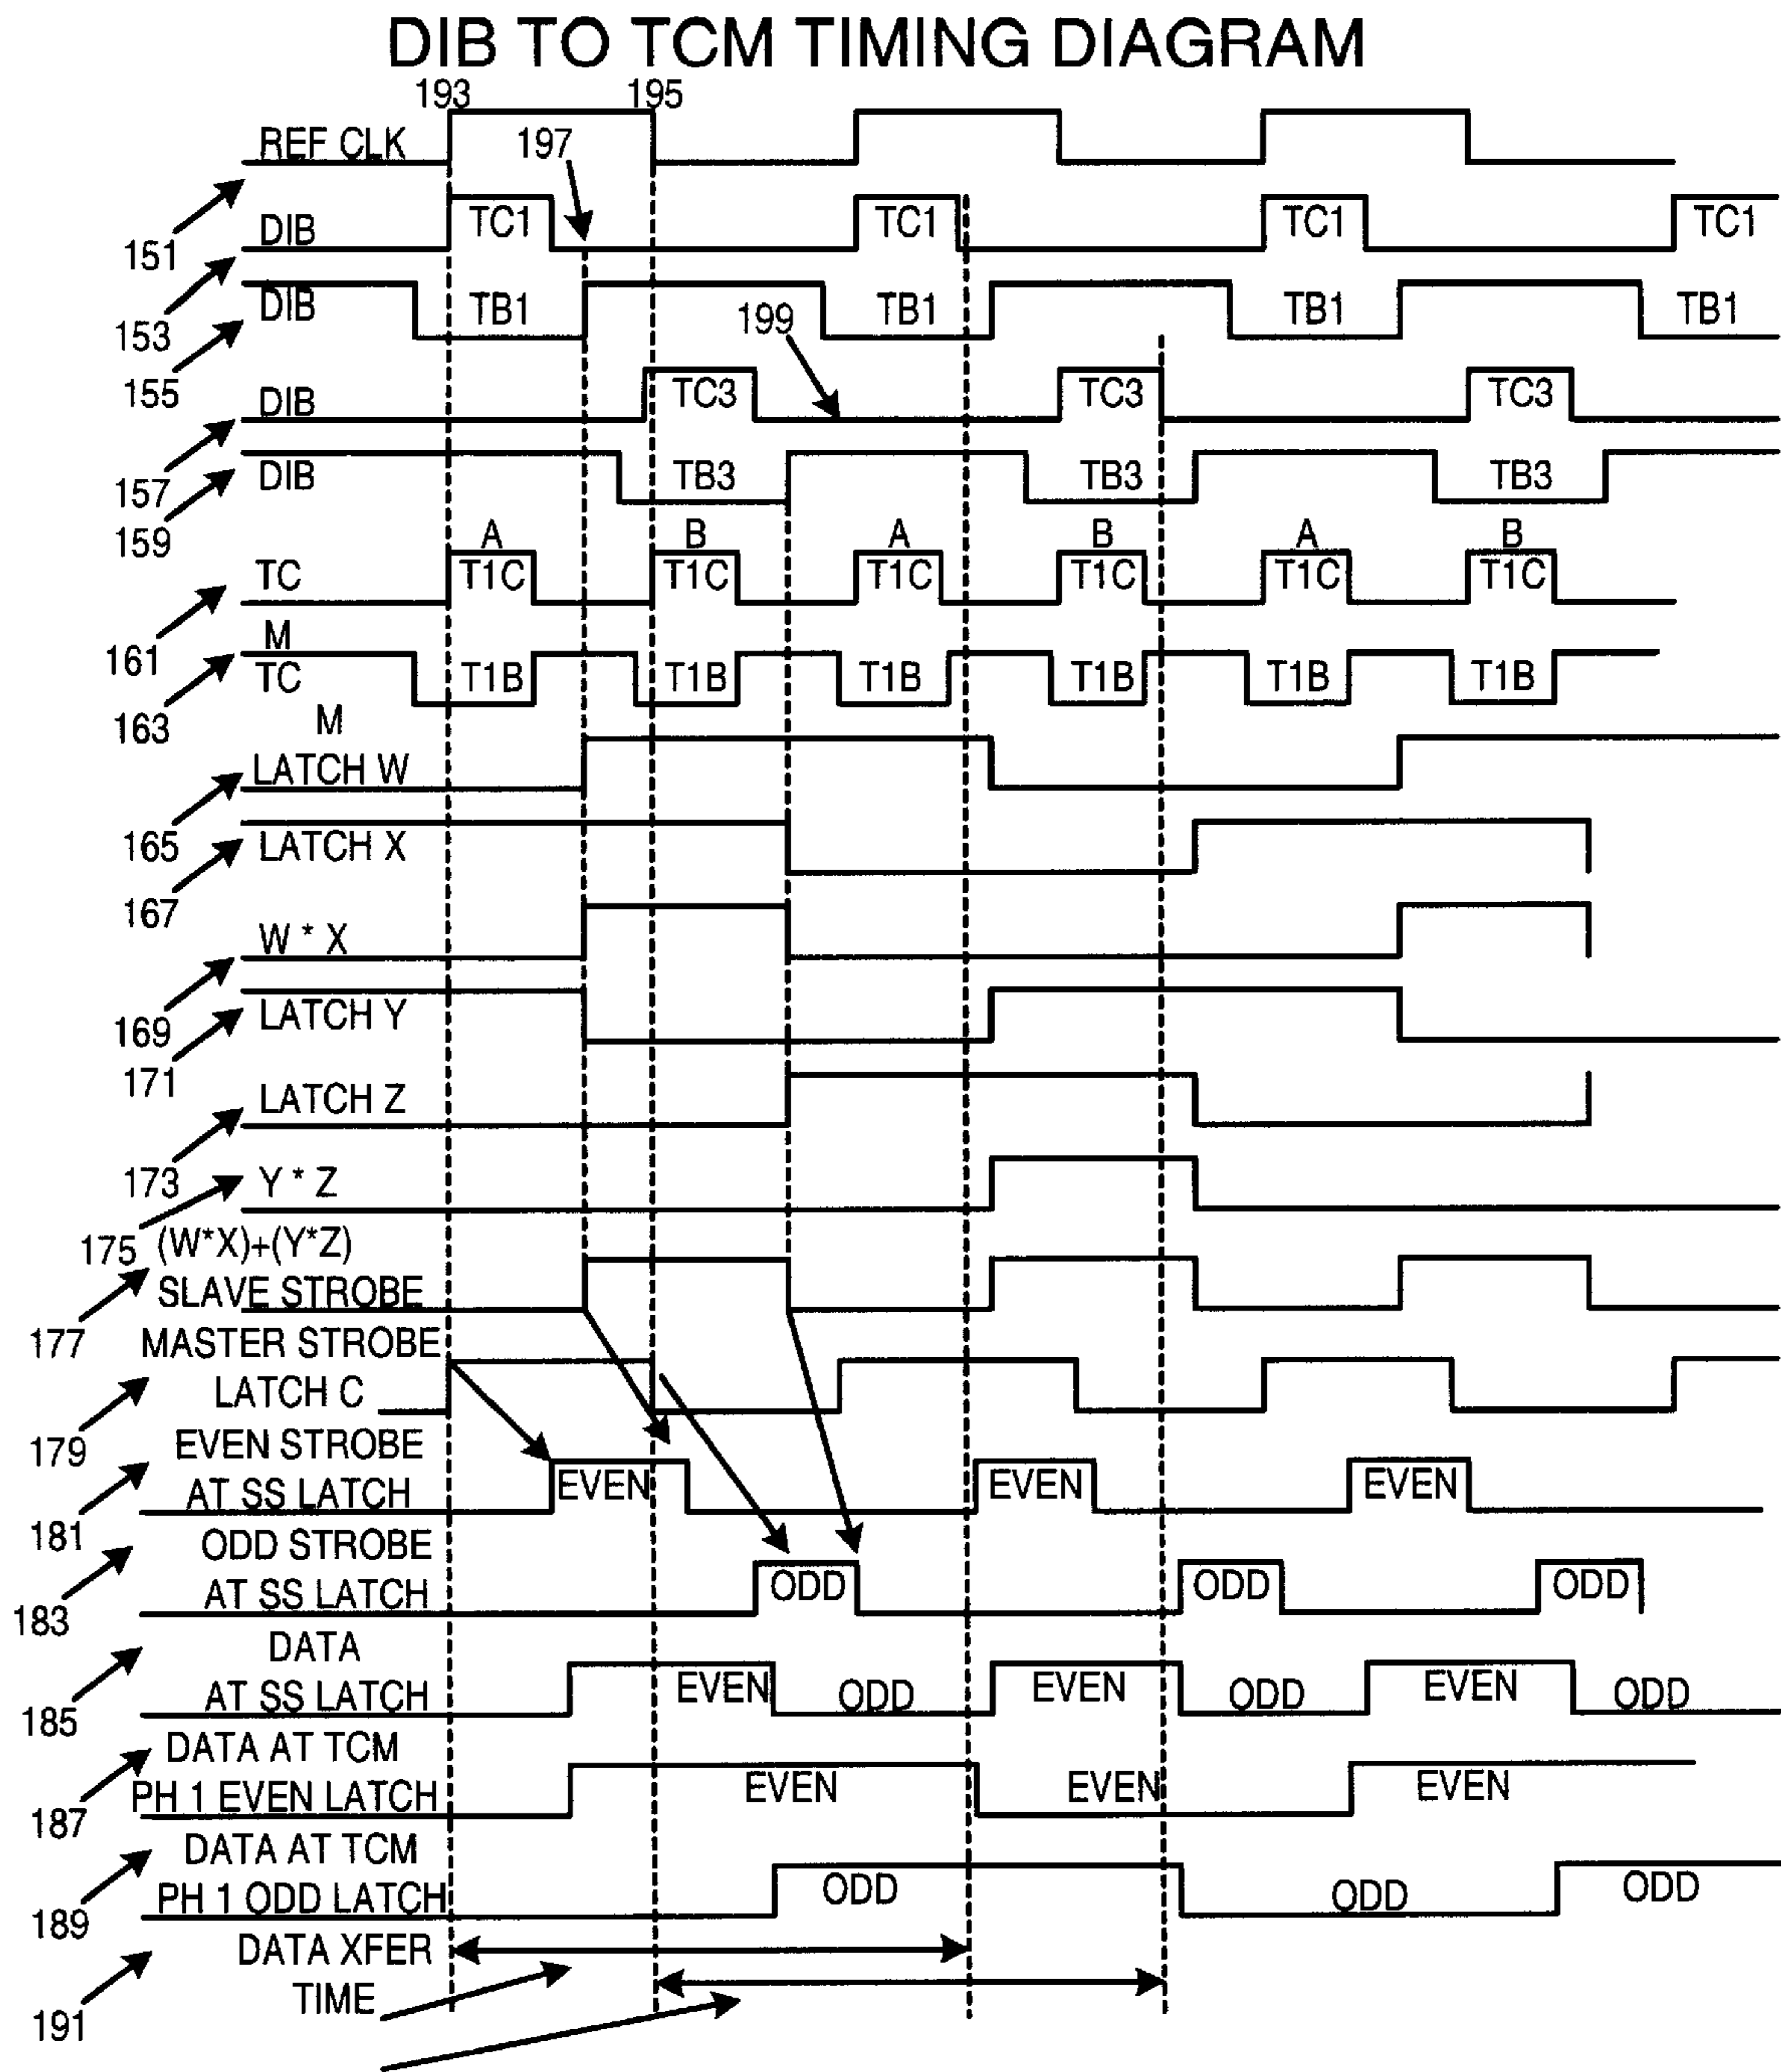 DIB TO TCM TIMING DIAGRAM
193 195
REF CLK 197
TC1 TC1 TC1 TC1
151 DIB
DIB TB1 TB1 TB1 TB1
153 199
155
DIB TC3 TC3 TC3
157 DIB TB3 TB3 TB3
159 A B A B A B
TC T1C T1C T1C T1C T1C T1C
161 M
TC T1B T1B T1B T1B T1B T1B
163 M
LATCH W
165 LATCH X
167
W * X
169 LATCH Y
171
LATCH Z
173 Y * Z
175 (W*X)+(Y*Z)
SLAVE STROBE
177 MASTER STROBE
LATCH C
179 EVEN STROBE
AT SS LATCH EVEN EVEN EVEN
181 ODD STROBE
AT SS LATCH ODD ODD ODD
183 DATA
AT SS LATCH EVEN ODD EVEN ODD EVEN ODD
185
DATA AT TCM
PH 1 EVEN LATCH EVEN EVEN EVEN
187
DATA AT TCM
PH 1 ODD LATCH ODD ODD ODD
189
DATA XFER
TIME
191